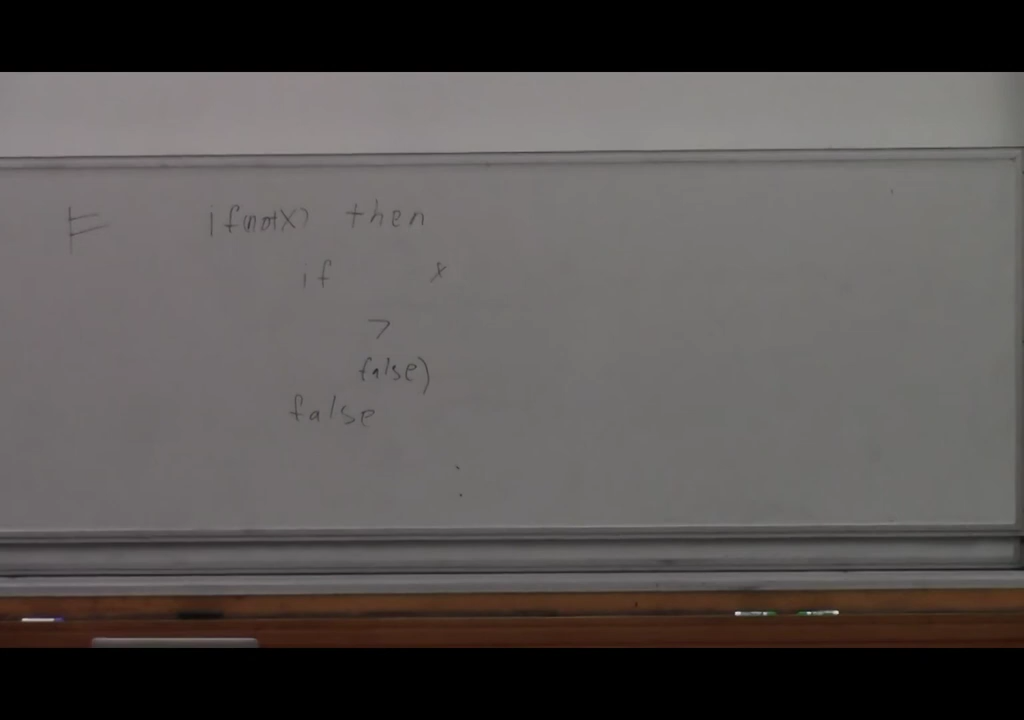 ⊨ if(not X) then
if x
>
false)
false
: